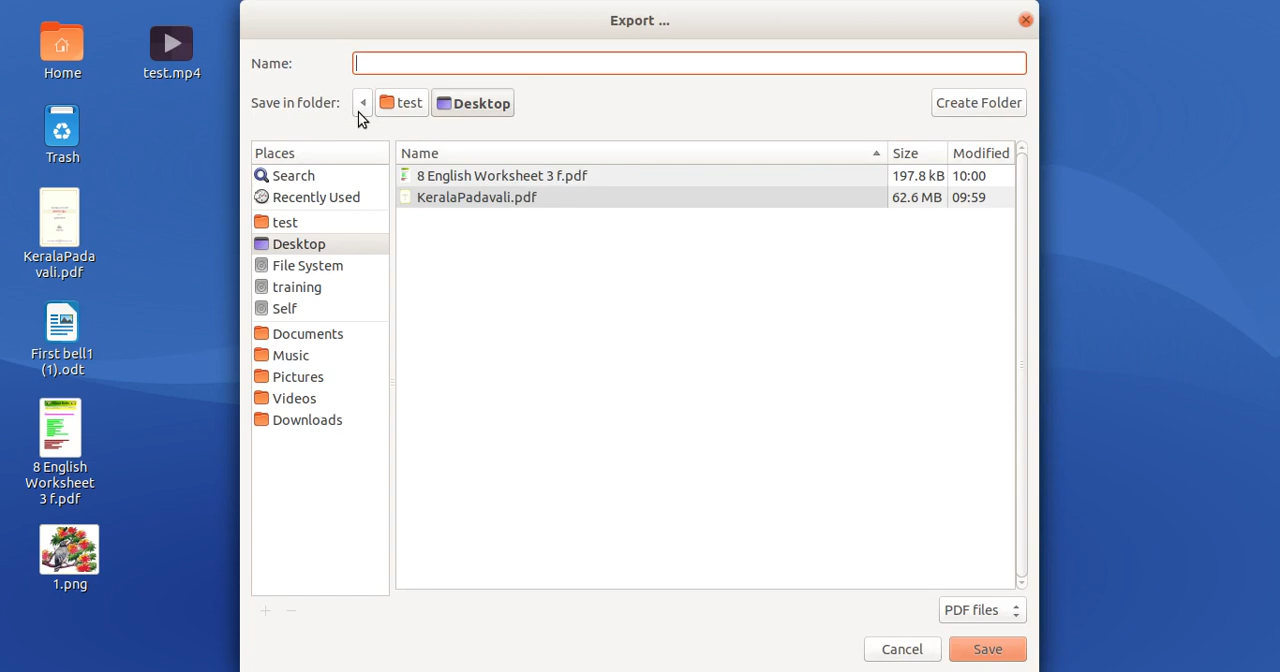 Home
test.mp4
Trash
KeralaPada
vali.pdf
First bell1
(1).odt
8 English
Worksheet
3 f.pdf
1.png
Export ...
Name:
Save in folder:
test
Desktop
Create Folder
Places
Search
Recently Used
test
Desktop
File System
training
Self
Documents
Music
Pictures
Videos
Downloads
Name Size Modified
8 English Worksheet 3 f.pdf 197.8 kB 10:00
KeralaPadavali.pdf 62.6 MB 09:59
PDF files
Cancel
Save